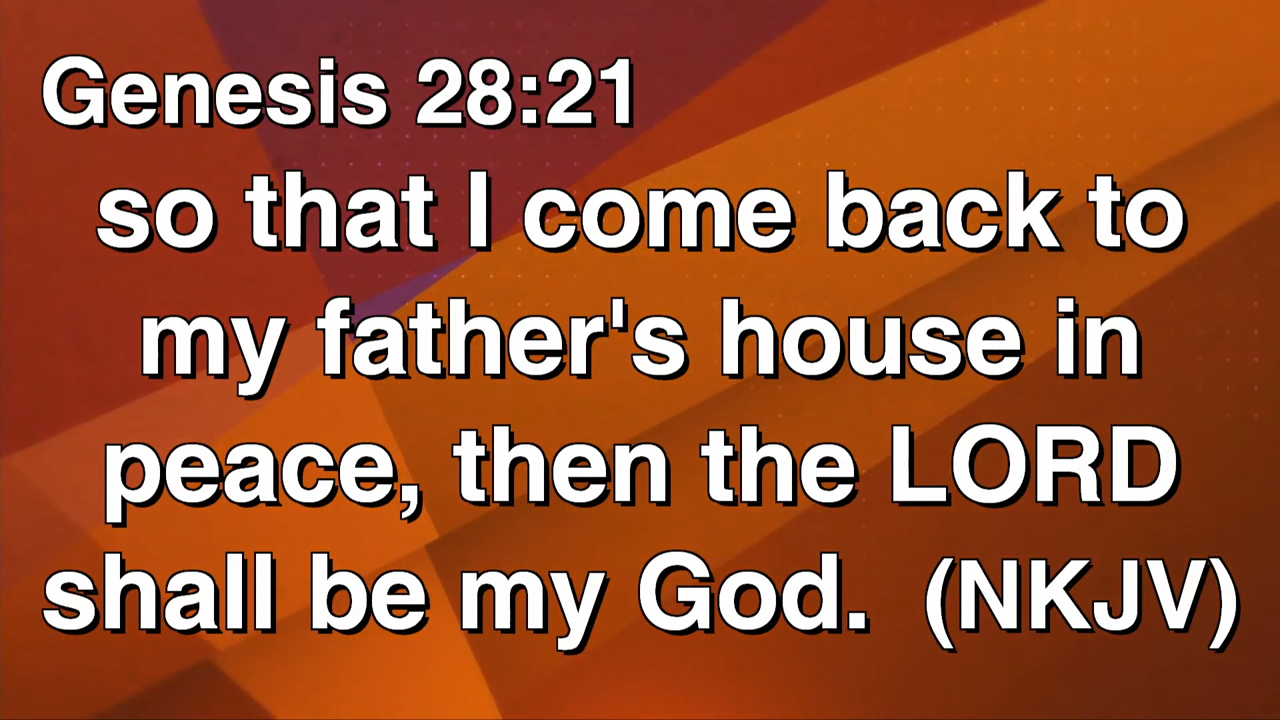 Genesis 28:21
so that I come back to
my father's house in
peace, then the LORD
shall be my God. (NKJV)